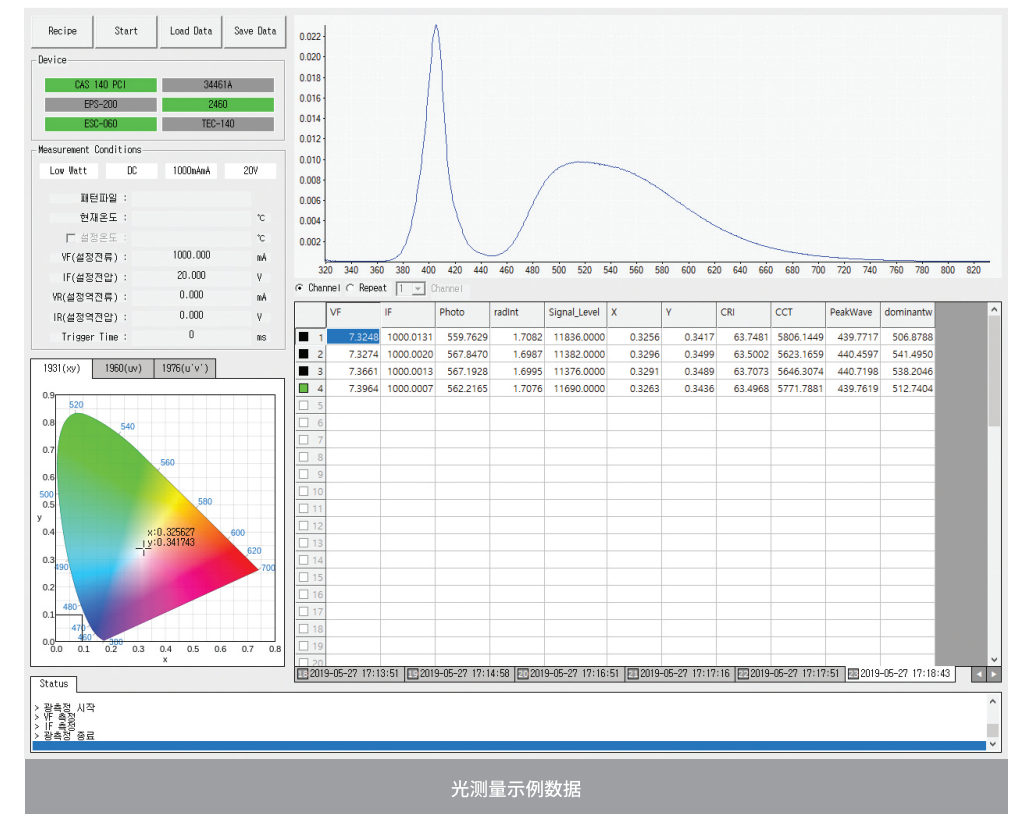 Recipe Start Load Data Save Data
Device
CAS 140 PCI 34461A
EPS-200 2460
ESC-060 TEC-140
Measurement Conditions
Low Watt DC 1000mAmA 20V
패턴파일 :
현재온도 : ℃
설정온도 : ℃
VF(설정전류) : 1000.000 mA
IF(설정전압) : 20.000 V
VR(설정역전류) : 0.000 mA
IR(설정역전압) : 0.000 V
Trigger Time : 0 ms
1931(xy) 1960(uv) 1976(u'v')
0.9
0.8
0.7
0.6
0.5
0.4
0.3
0.2
0.1
0.0
y
0.0 0.1 0.2 0.3 0.4 0.5 0.6 0.7 0.8
x
520
540
560
500
580
600
620
490
700
480
470
460
380
x:0.325627
y:0.341743
0.022
0.020
0.018
0.016
0.014
0.012
0.010
0.008
0.006
0.004
0.002
320 340 360 380 400 420 440 460 480 500 520 540 560 580 600 620 640 660 680 700 720 740 760 780 800 820
Channel Repeat 1 Channel
VF IF Photo radInt Signal_Level X Y CRI CCT PeakWave dominantw
1 7.3248 1000.0131 559.7629 1.7082 11836.0000 0.3256 0.3417 63.7481 5806.1449 439.7717 506.8788
2 7.3274 1000.0020 567.8470 1.6987 11382.0000 0.3296 0.3499 63.5002 5623.1659 440.4597 541.4950
3 7.3661 1000.0013 567.1928 1.6995 11376.0000 0.3291 0.3489 63.7073 5646.3074 440.7198 538.2046
4 7.3964 1000.0007 562.2165 1.7076 11690.0000 0.3263 0.3436 63.4968 5771.7881 439.7619 512.7404
5
6
7
8
9
10
11
12
13
14
15
16
17
18
19
20
18 2019-05-27 17:13:51 19 2019-05-27 17:14:58 20 2019-05-27 17:16:51 21 2019-05-27 17:17:16 22 2019-05-27 17:17:51 23 2019-05-27 17:18:43
Status
> 광측정 시작
> VF 측정
> IF 측정
> 광측정 종료
光测量示例数据